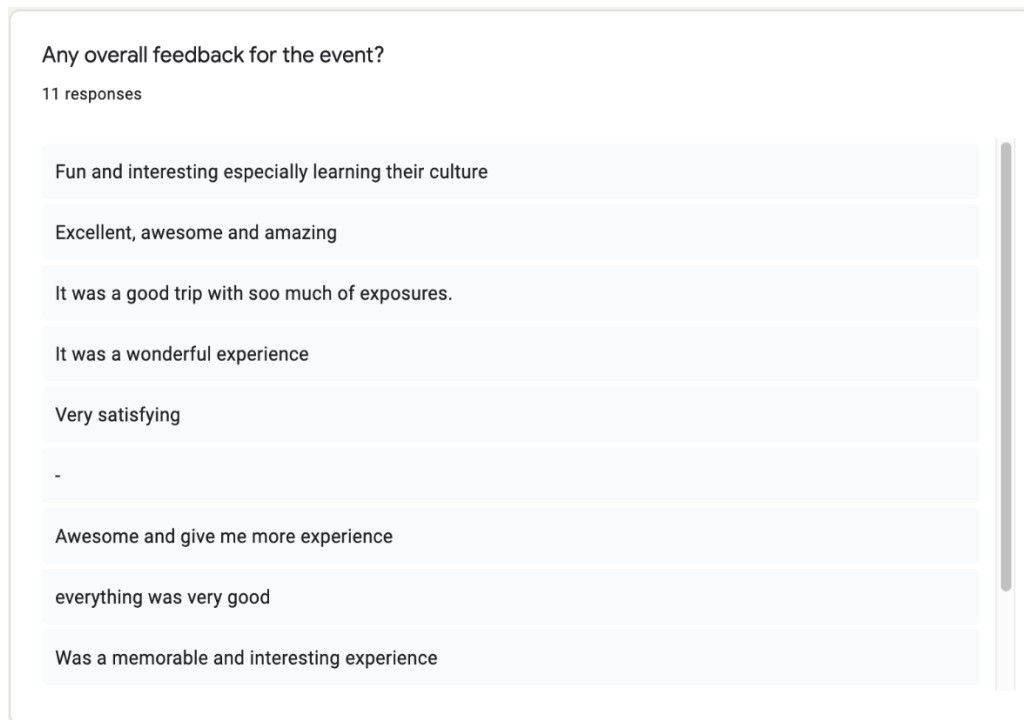 Any overall feedback for the event?
11 responses
Fun and interesting especially learning their culture
Excellent, awesome and amazing
It was a good trip with soo much of exposures.
It was a wonderful experience
Very satisfying
-
Awesome and give me more experience
everything was very good
Was a memorable and interesting experience